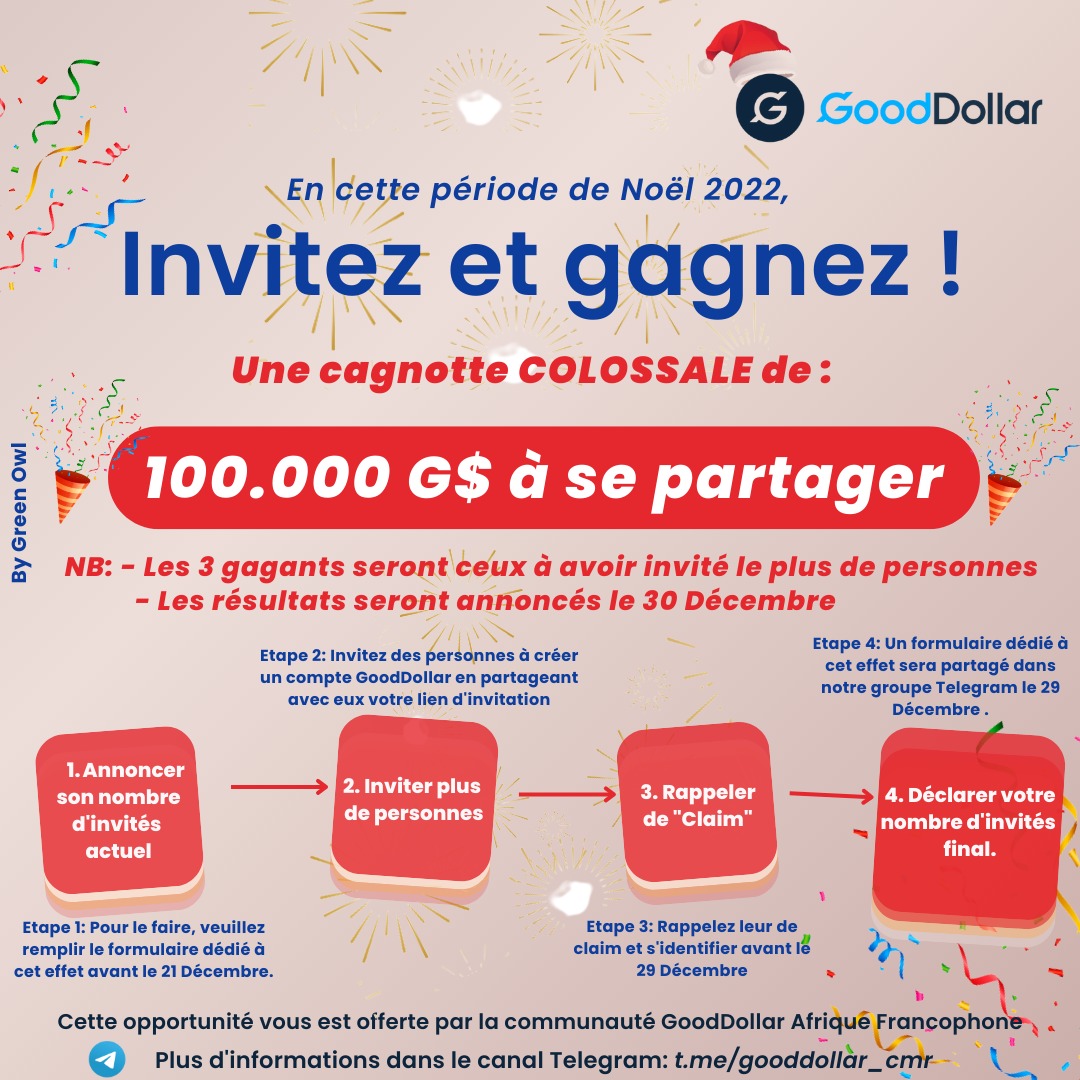 GoodDollar
En cette période de Noël 2022,
Invitez et gagnez !
Une cagnotte COLOSSALE de :
100.000 G$ à se partager
By Green Owl
NB: - Les 3 gagants seront ceux à avoir invité le plus de personnes
- Les résultats seront annoncés le 30 Décembre
Etape 2: Invitez des personnes à créer
un compte GoodDollar en partageant
avec eux votre lien d'invitation
Etape 4: Un formulaire dédié à
cet effet sera partagé dans
notre groupe Telegram le 29
Décembre .
1. Annoncer
son nombre
d'invités
actuel
2. Inviter plus
de personnes
3. Rappeler
de "Claim"
4. Déclarer votre
nombre d'invités
final.
Etape 1: Pour le faire, veuillez
remplir le formulaire dédié à
cet effet avant le 21 Décembre.
Etape 3: Rappelez leur de
claim et s'identifier avant le
29 Décembre
Cette opportunité vous est offerte par la communauté GoodDollar Afrique Francophone
Plus d'informations dans le canal Telegram: t.me/gooddollar_cmr